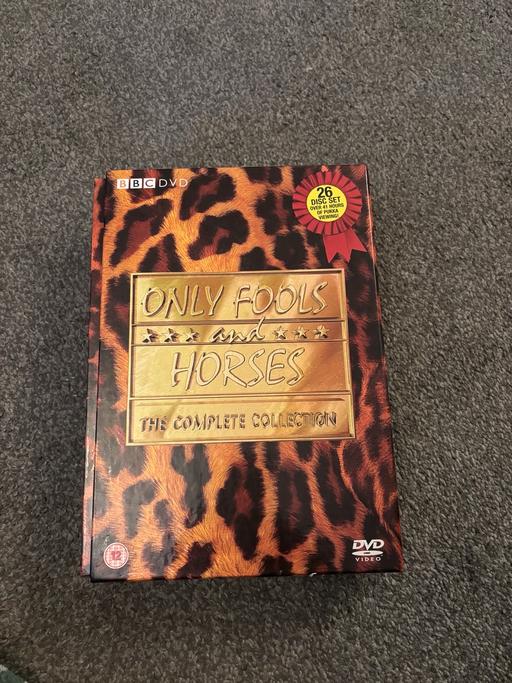 BBC DVD
26
DISC SET
OVER 41 HOURS
OF PUKKA
VIEWING!
ONLY FOOLS
and
HORSES
THE COMPLETE COLLECTION
12
DVD
VIDEO